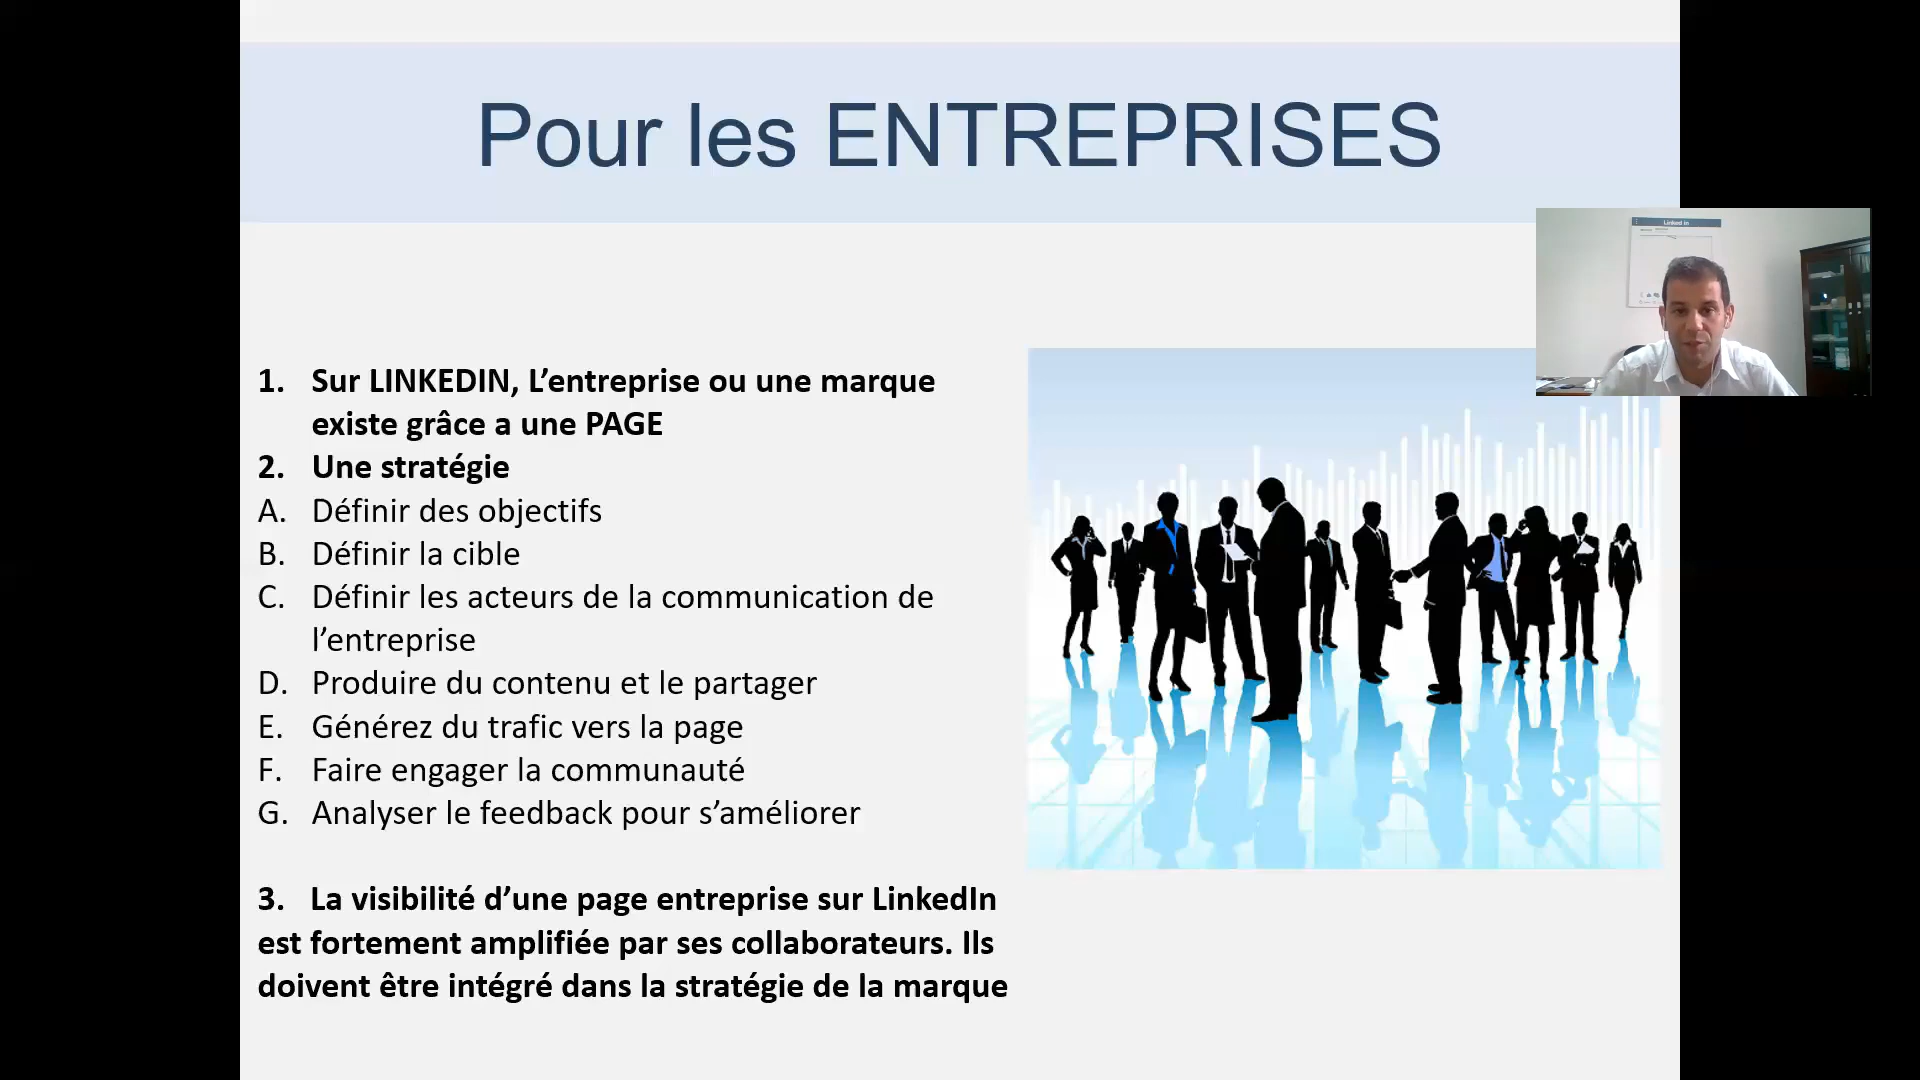 Pour les ENTREPRISES
Linked in
1. Sur LINKEDIN, L’entreprise ou une marque
existe grâce a une PAGE
2. Une stratégie
A. Définir des objectifs
B. Définir la cible
C. Définir les acteurs de la communication de
l’entreprise
D. Produire du contenu et le partager
E. Générez du trafic vers la page
F. Faire engager la communauté
G. Analyser le feedback pour s’améliorer
3. La visibilité d’une page entreprise sur LinkedIn
est fortement amplifiée par ses collaborateurs. Ils
doivent être intégré dans la stratégie de la marque